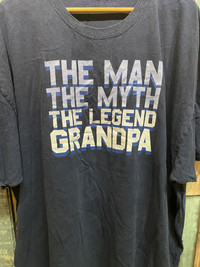 THE MAN
THE MYTH
THE LEGEND
GRANDPA